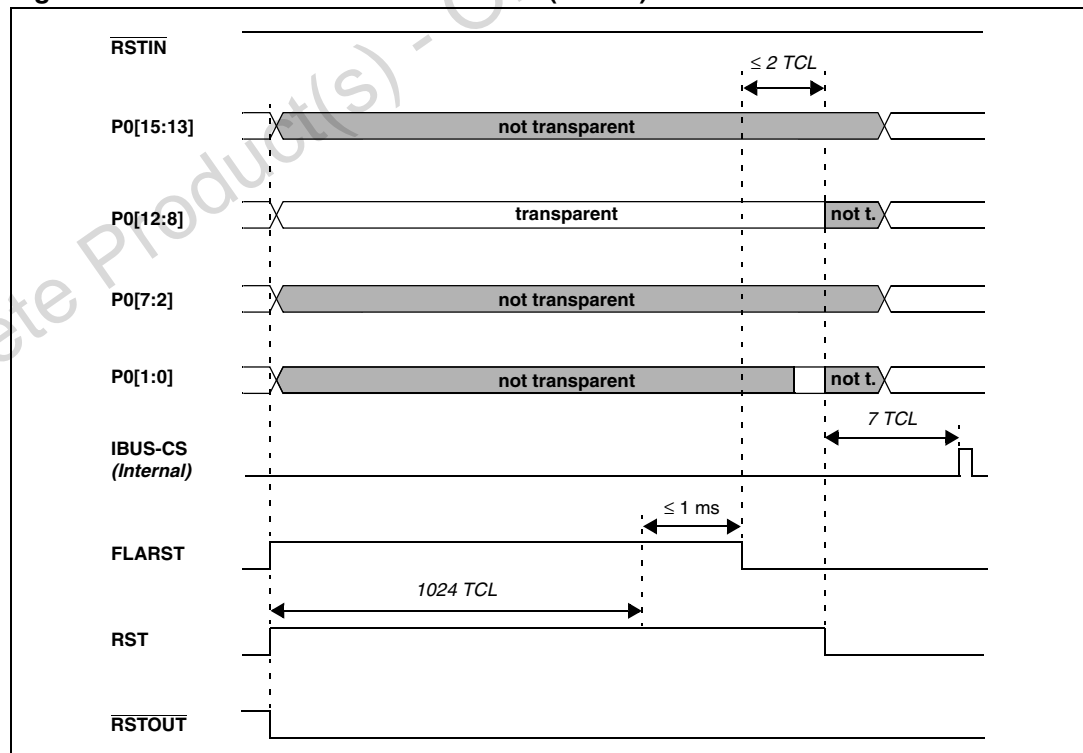 RSTIN
≤ 2 TCL
P0[15:13]
not transparent
P0[12:8]
transparent
not t.
P0[7:2]
not transparent
P0[1:0]
not transparent
not t.
7 TCL
IBUS-CS
(Internal)
≤ 1 ms
FLARST
1024 TCL
RST
RSTOUT